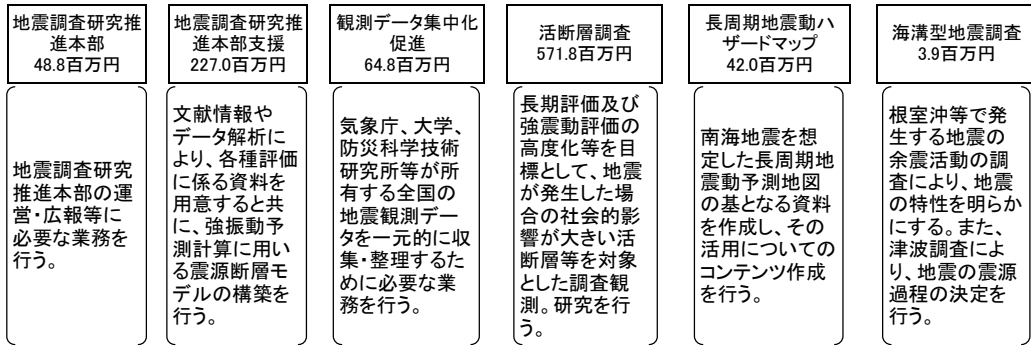 地震調査研究推
進本部
48.8百万円
地震調査研究
推進本部の運
営・広報等に
必要な業務を
行う。
地震調査研究推
進本部支援
227.0百万円
文献情報や
データ解析に
より、各種評価
に係る資料を
用意すると共
に、強振動予
測計算に用い
る震源断層モ
デルの構築を
行う。
観測データ集中化
促進
64.8百万円
気象庁、大学、
防災科学技術
研究所等が所
有する全国の
地震観測デー
タを一元的に収
集・整理するた
めに必要な業
務を行う。
活断層調査
571.8百万円
長期評価及び
強震動評価の
高度化等を目
標として、地震
が発生した場
合の社会的影
響が大きい活
断層等を対象
とした調査観
測。研究を行
う。
長周期地震動ハ
ザードマップ
42.0百万円
南海地震を想
定した長周期地
震動予測地図
の基となる資料
を作成し、その
活用についての
コンテンツ作成
を行う。
海溝型地震調査
3.9百万円
根室沖等で発
生する地震の
余震活動の調
査により、地震
の特性を明らか
にする。また、
津波調査によ
り、地震の震源
過程の決定を
行う。